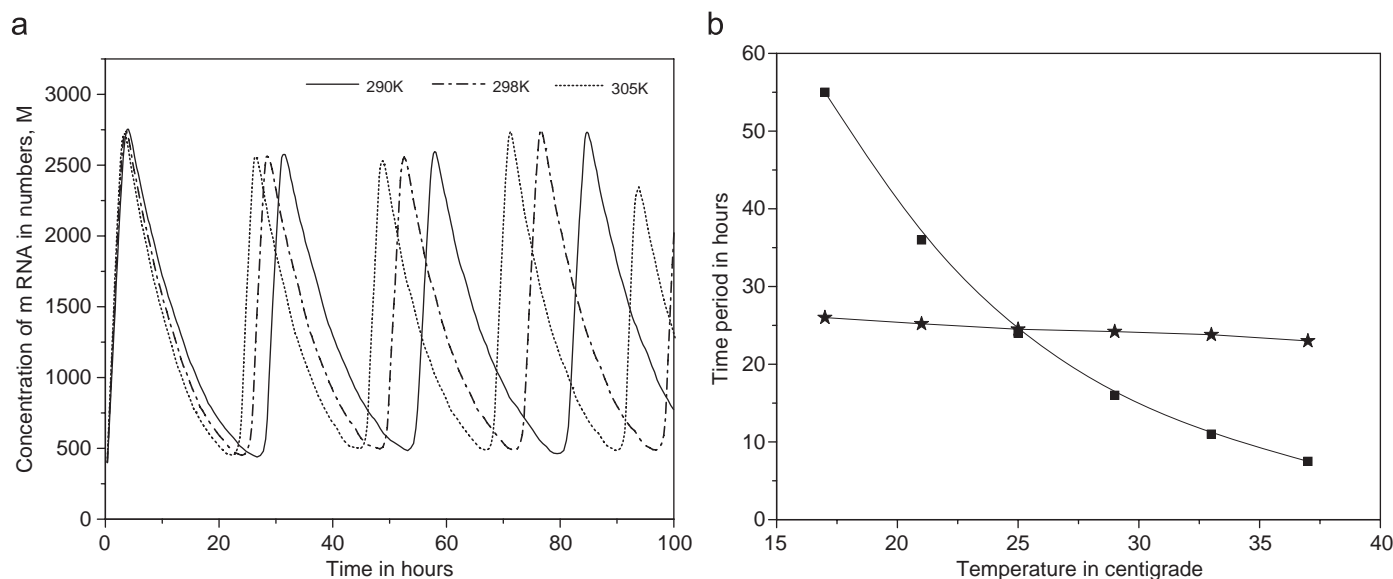 a
Concentration of m RNA in numbers, M
3000
2500
2000
1500
1000
500
0
290K 298K 305K
0 20 40 60 80 100
Time in hours
b
Time period in hours
60
50
40
30
20
10
0
15 20 25 30 35 40
Temperature in centigrade